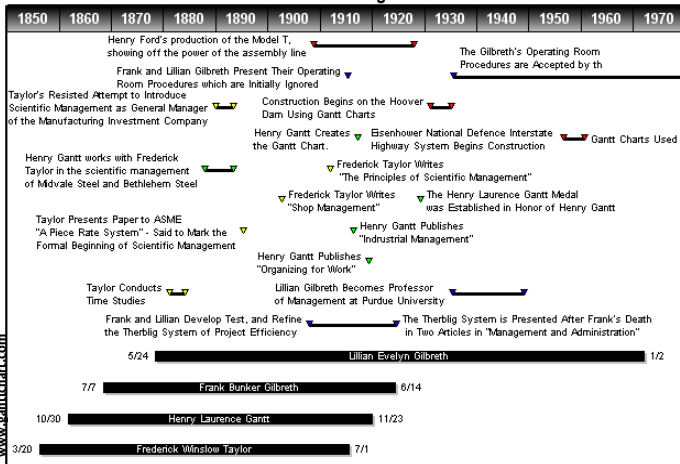 1850 1860 1870 1880 1890 1900 1910 1920 1940 1950 1960 1970
Henry Ford's production of the Model T,
showing off the power of the assembly line
The Gilbreth's Operating Room
Procedures are Accepted by th
Frank and Lillian Gilbreth Present Their Operating
Room Procedures which are Initially Ignored
Taylor's Resisted Attempt to Introduce
Scientific Management as General Manager
of the Manufacturing Investment Company
Construction Begins on the Hoover
Dam Using Gantt Charts
Henry Gantt Creates
the Gantt Chart.
Eisenhower National Defence Interstate
Highway System Begins Construction
Gantt Charts Used
Henry Gantt works with Frederick
Taylor in the scientific management
of Midvale Steel and Bethlehem Steel
Frederick Taylor Writes
"The Principles of Scientific Management"
Frederick Taylor Writes
"Shop Management"
The Henry Laurence Gantt Medal
was Established in Honor of Henry Gantt
Taylor Presents Paper to ASME
"A Piece Rate System" - Said to Mark the
Formal Beginning of Scientific Management
Henry Gantt Publishes
"Indrustrial Management"
Henry Gantt Publishes
"Organizing for Work"
Taylor Conducts
Time Studies
Lillian Gilbreth Becomes Professor
of Management at Purdue University
Frank and Lillian Develop Test, and Refine
the Therblig System of Project Efficiency
The Therblig System is Presented After Frank's Death
in Two Articles in "Management and Administration"
5/24 Lillian Evelyn Gilbreth 1/2
7/7 Frank Bunker Gilbreth 6/14
10/30 Henry Laurence Gantt 11/23
3/20 Frederick Winslow Taylor 7/1
www.ganttchart.com